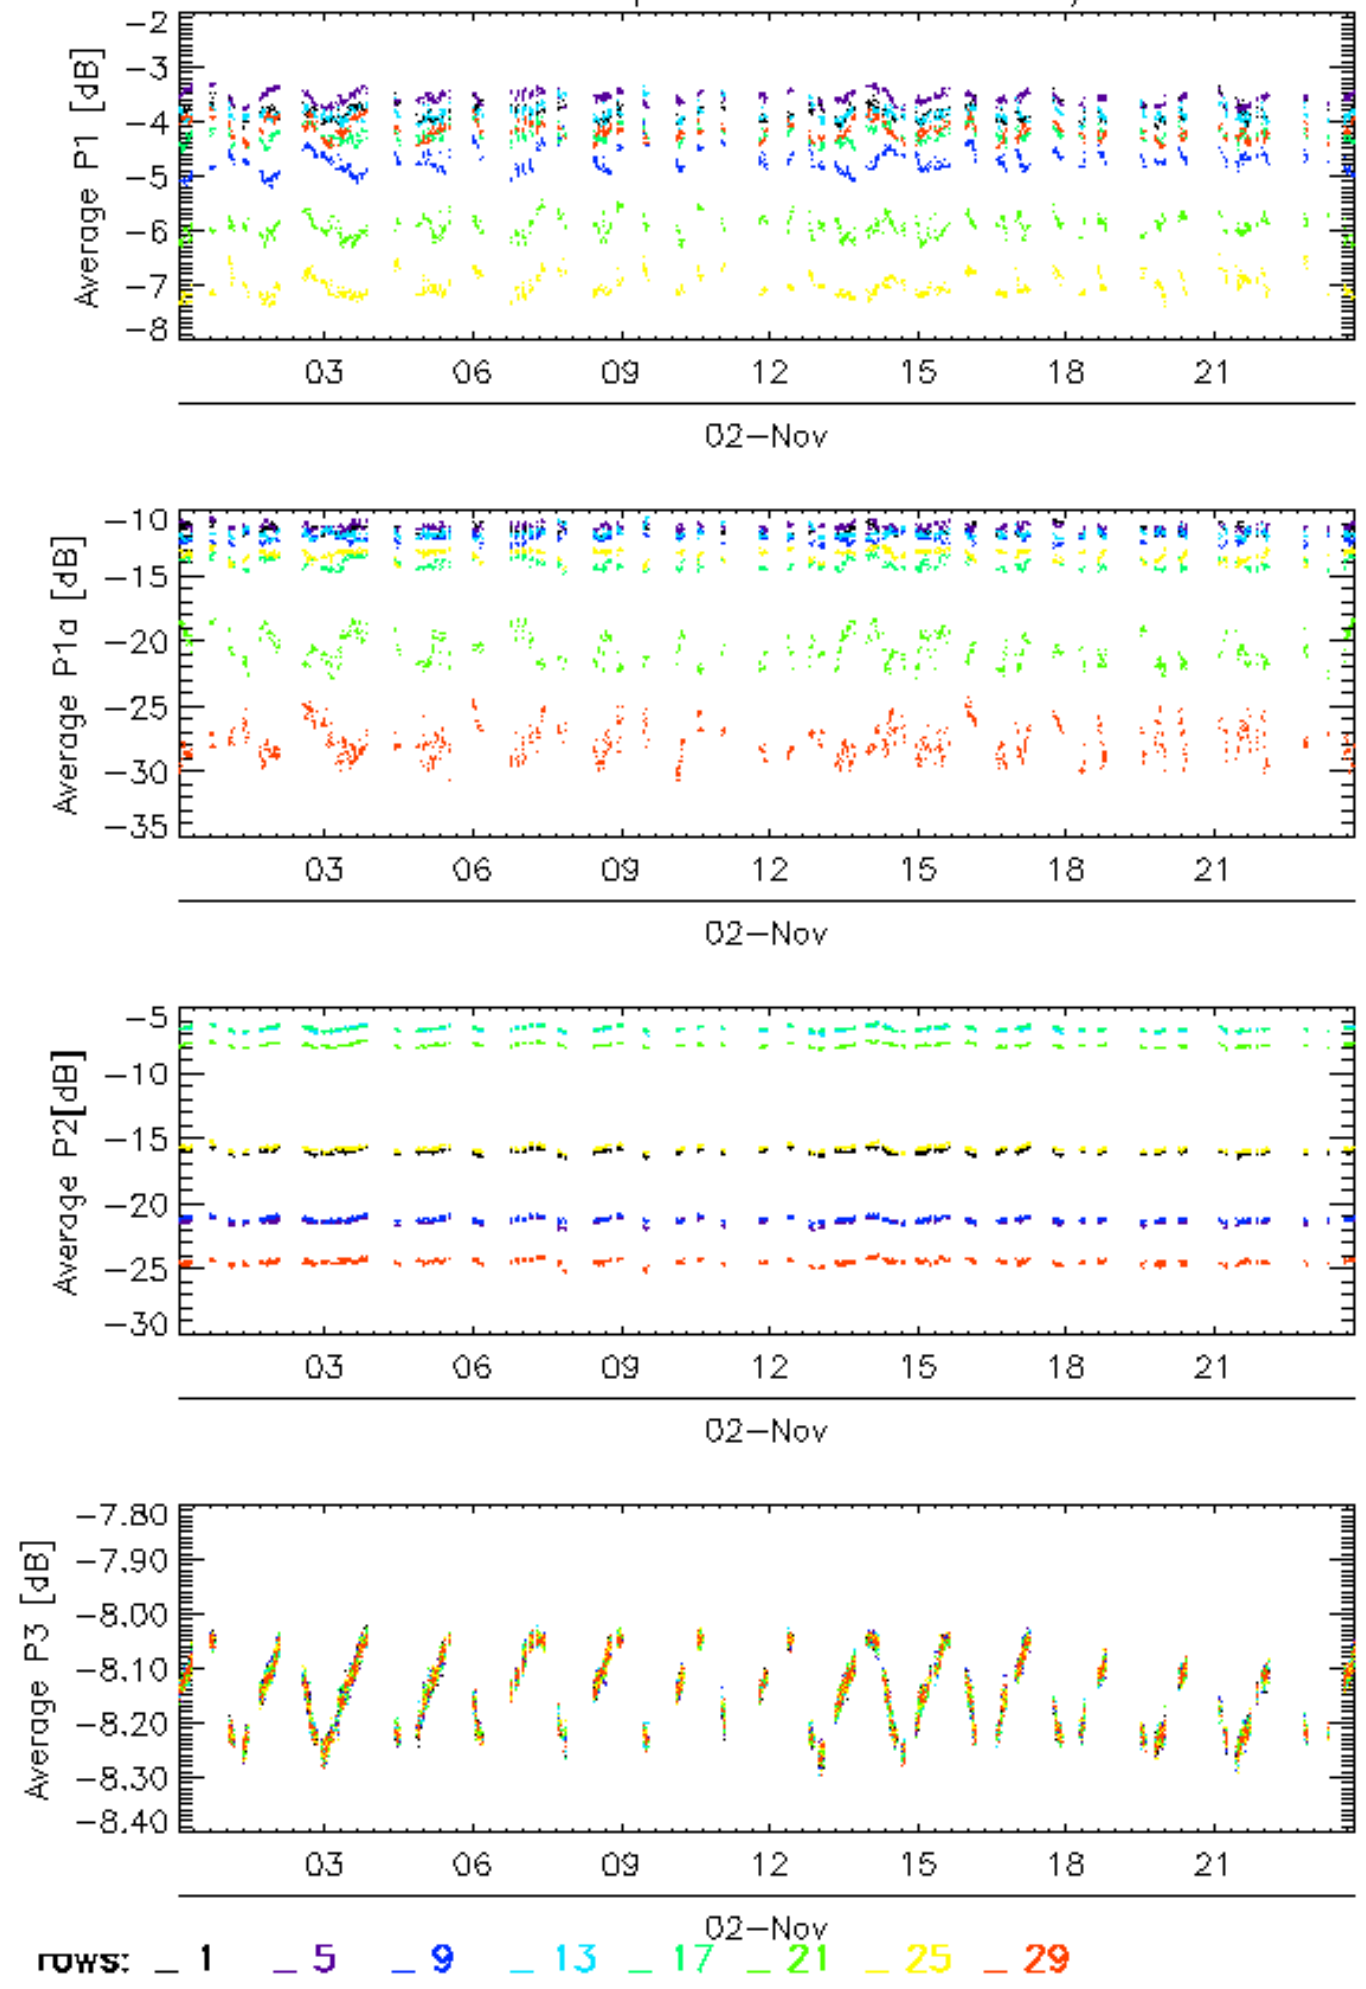 Average P1 [dB]
-2
-3
-4
-5
-6
-7
-8
03 06 09 12 15 18 21
02-Nov
Average P1a [dB]
-10
-15
-20
-25
-30
-35
03 06 09 12 15 18 21
02-Nov
Average P2[dB]
-5
-10
-15
-20
-25
-30
03 06 09 12 15 18 21
02-Nov
Average P3 [dB]
-7.80
-7.90
-8.00
-8.10
-8.20
-8.30
-8.40
03 06 09 12 15 18 21
02-Nov
rows: _ 1 _ 5 _ 9 _ 13 _ 17 _ 21 _ 25 _ 29